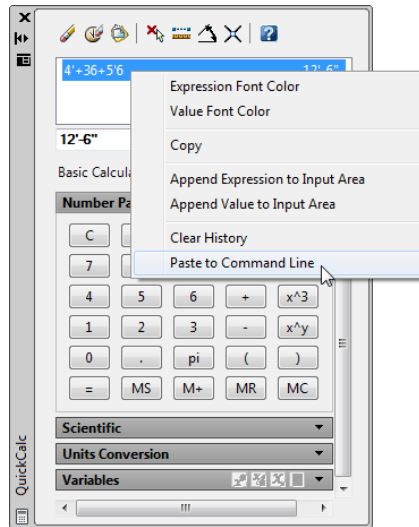 4'+36+5'6 12'-6"
Expression Font Color
Value Font Color
12'-6"
Copy
Basic Calcul
Append Expression to Input Area
Append Value to Input Area
Number Pa
Clear History
C
Paste to Command Line
7
4 5 6 + x^3
1 2 3 - x^y
0 . pi ( )
= MS M+ MR MC
Scientific
Units Conversion
Variables
QuickCalc